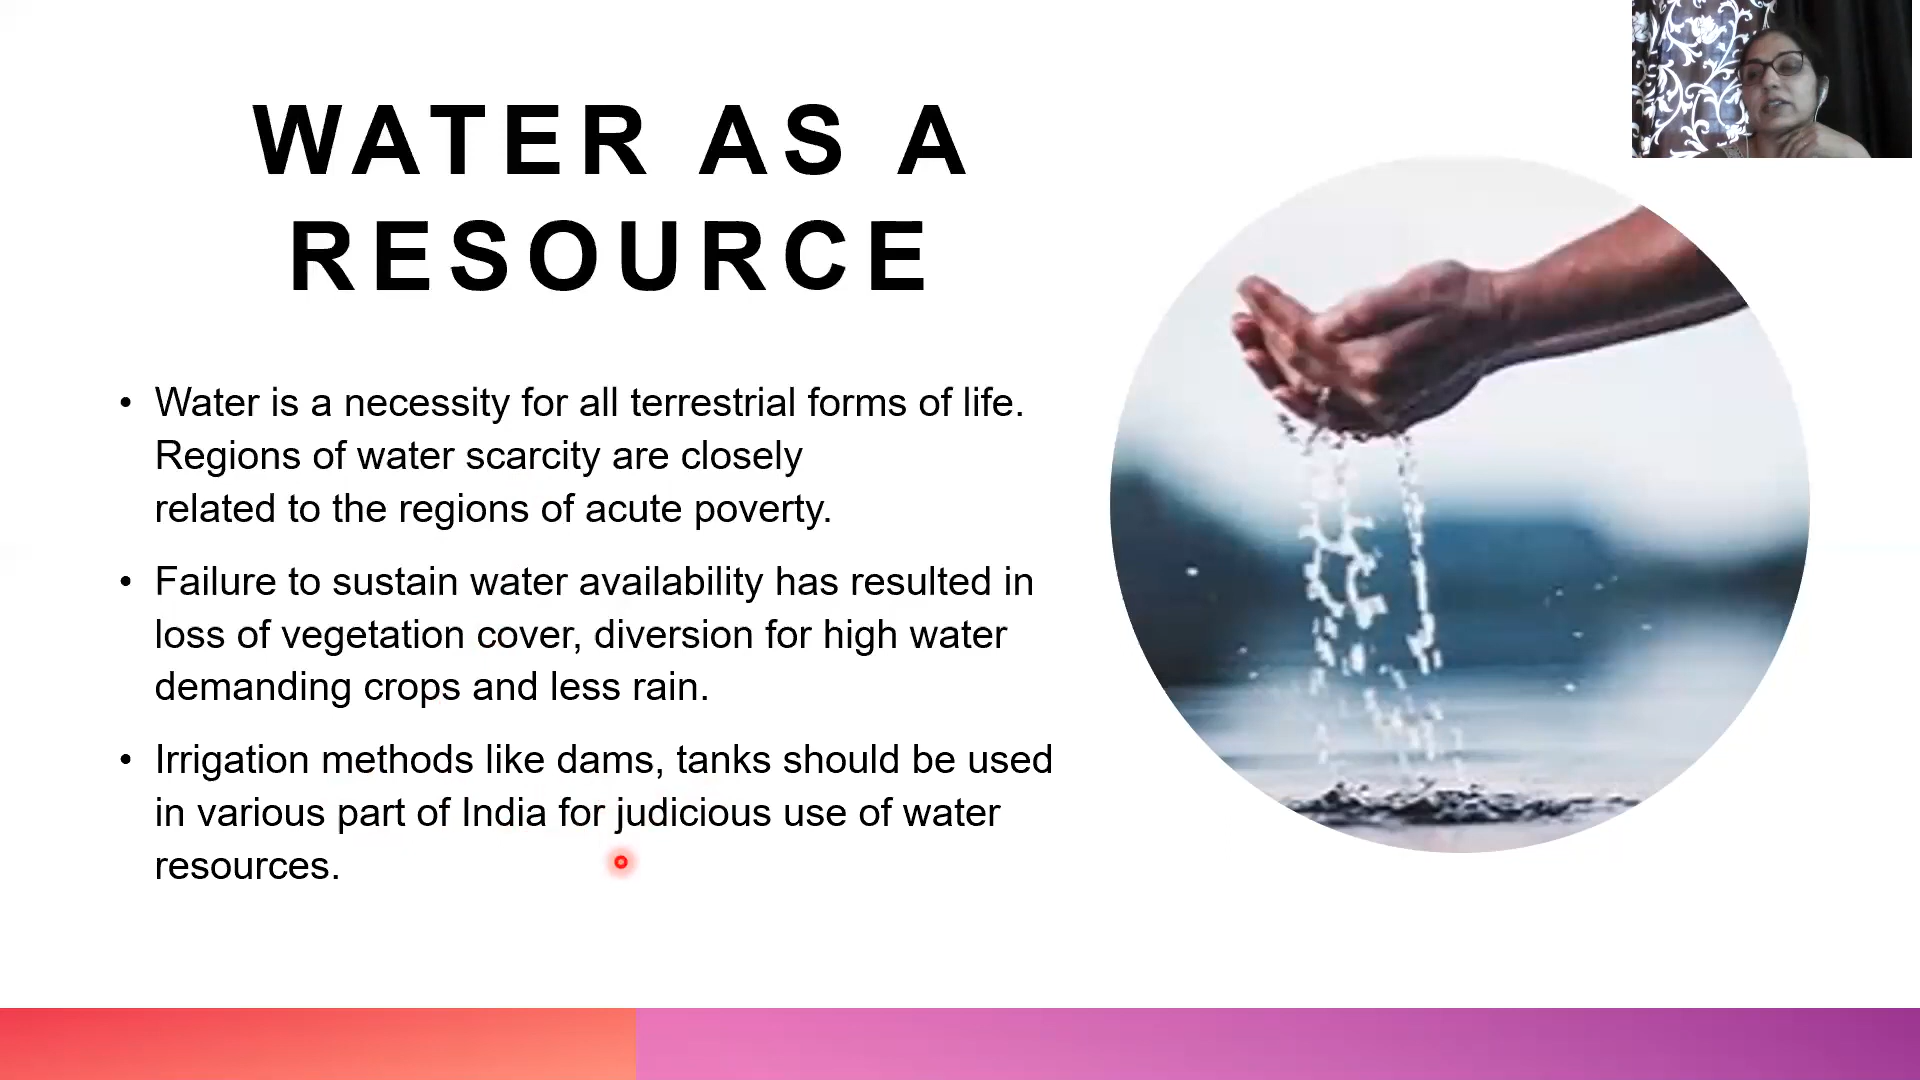 WATER AS A
RESOURCE
• Water is a necessity for all terrestrial forms of life.
Regions of water scarcity are closely
related to the regions of acute poverty.
• Failure to sustain water availability has resulted in
loss of vegetation cover, diversion for high water
demanding crops and less rain.
• Irrigation methods like dams, tanks should be used
in various part of India for judicious use of water
resources.